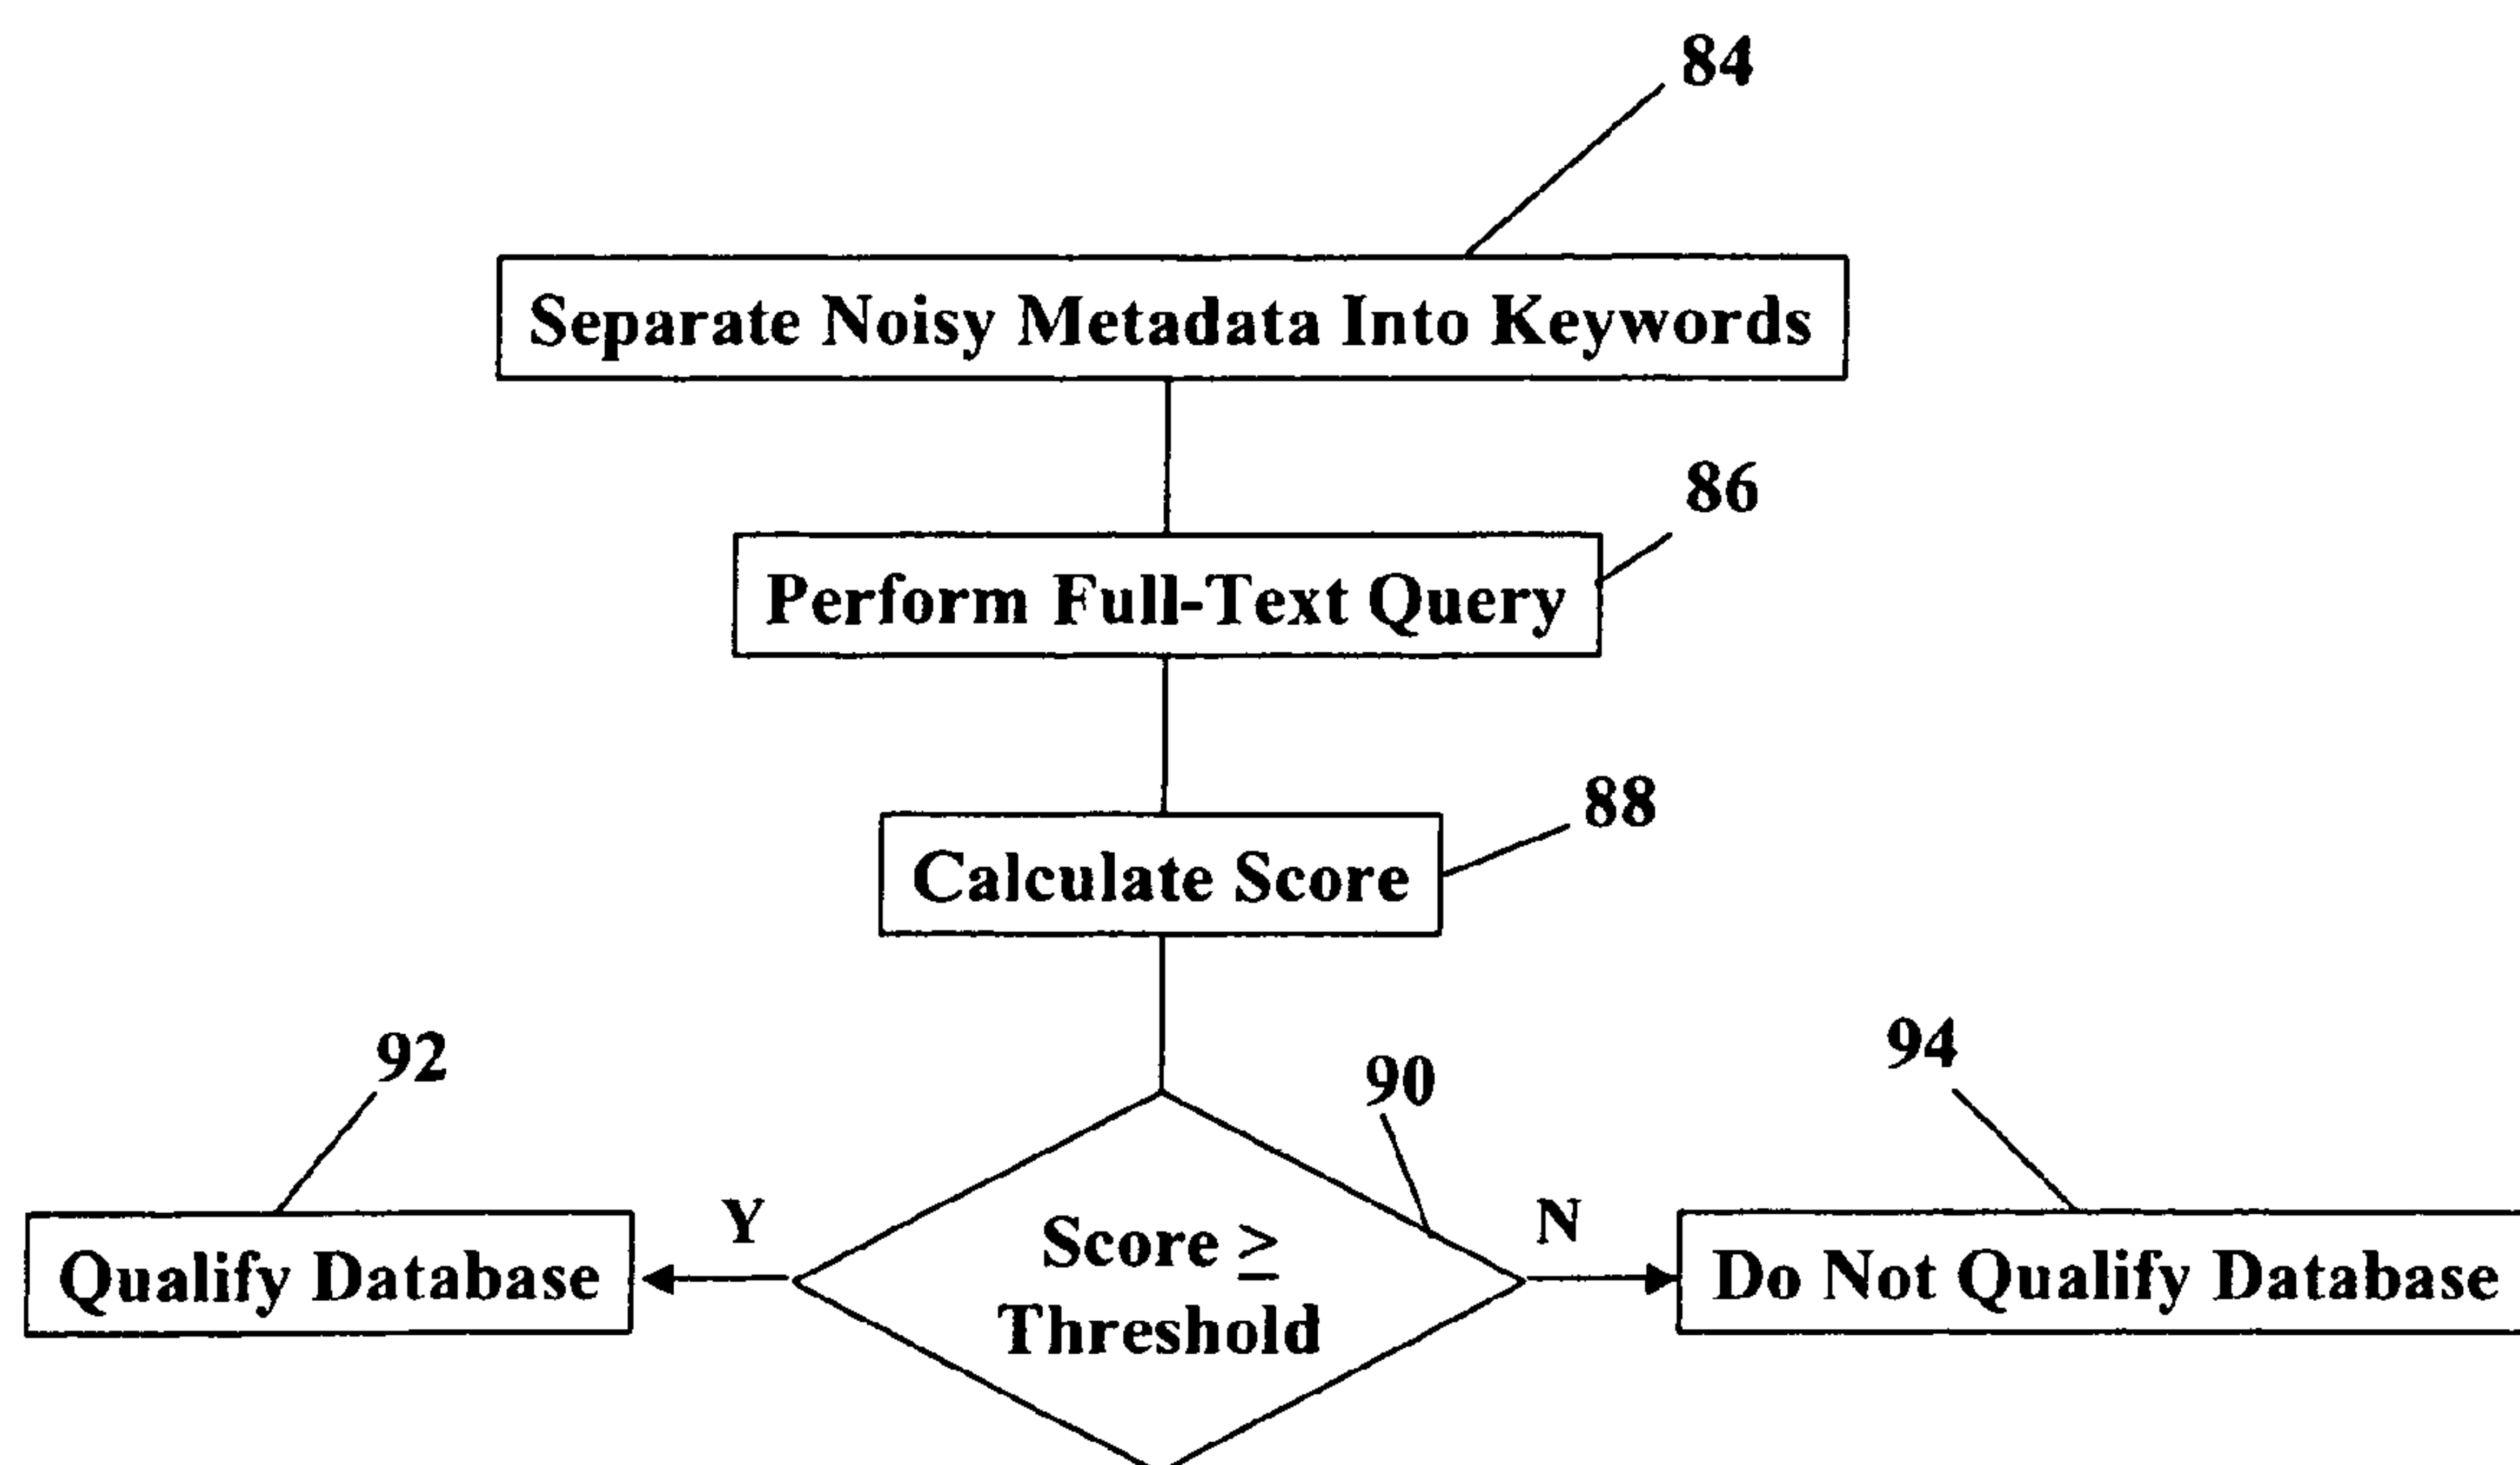 84
Separate Noisy Metadata Into Keywords
86
Perform Full-Text Query
88
Calculate Score
92
90
94
Y
N
Score ≥
Threshold
Qualify Database
Do Not Qualify Database